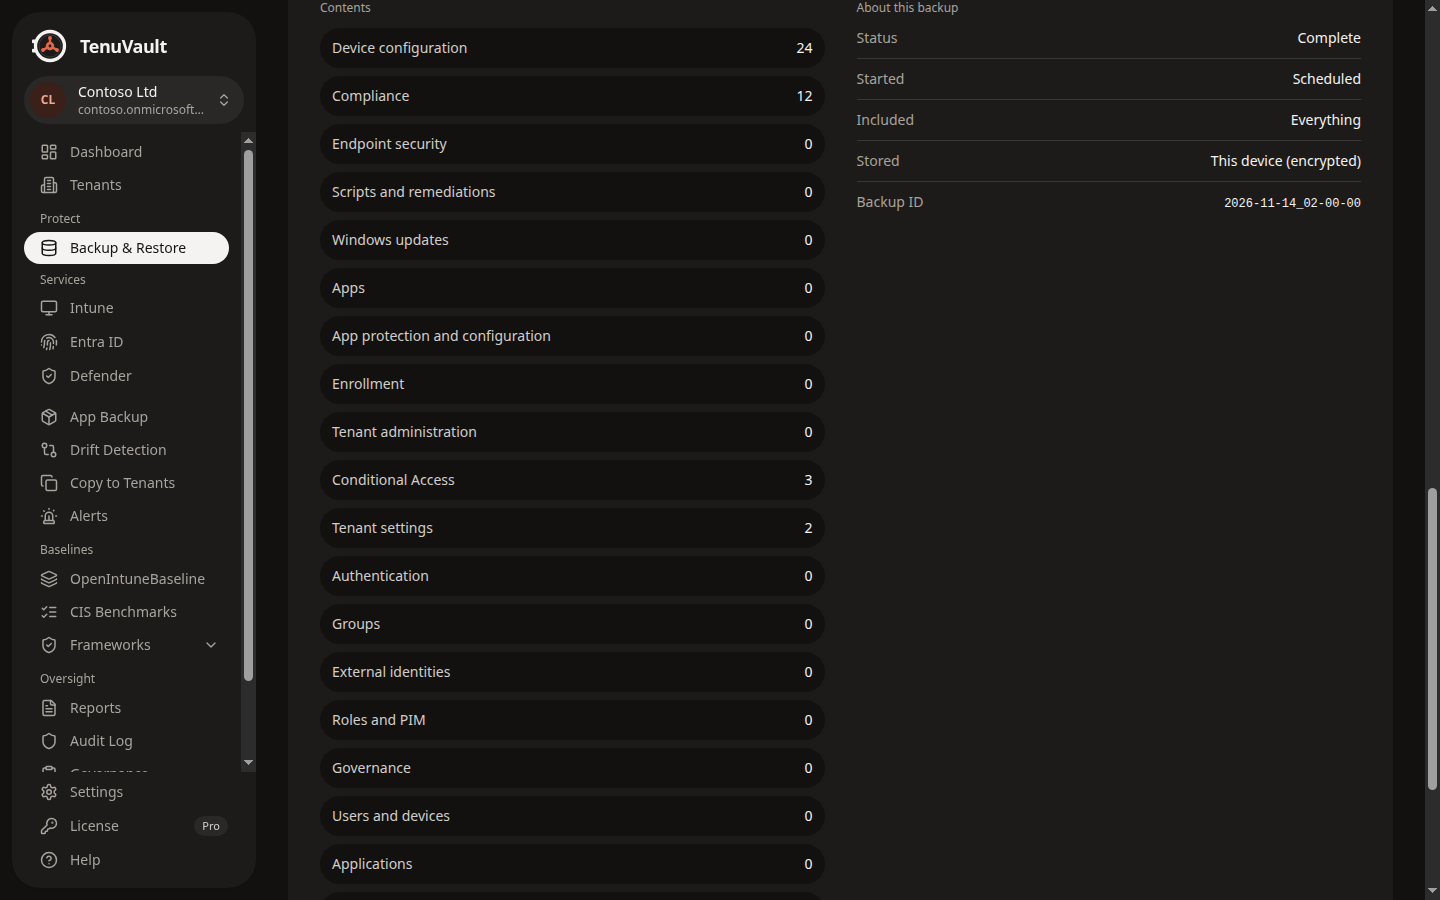 TenuVault
CL
Contoso Ltd
contoso.onmicrosoft...
Dashboard
Tenants
Protect
Backup & Restore
Services
Intune
Entra ID
Defender
App Backup
Drift Detection
Copy to Tenants
Alerts
Baselines
OpenIntuneBaseline
CIS Benchmarks
Frameworks
Oversight
Reports
Audit Log
Settings
License Pro
Help
Contents
Device configuration 24
Compliance 12
Endpoint security 0
Scripts and remediations 0
Windows updates 0
Apps 0
App protection and configuration 0
Enrollment 0
Tenant administration 0
Conditional Access 3
Tenant settings 2
Authentication 0
Groups 0
External identities 0
Roles and PIM 0
Governance 0
Users and devices 0
Applications 0
About this backup
Status Complete
Started Scheduled
Included Everything
Stored This device (encrypted)
Backup ID 2026-11-14_02-00-00